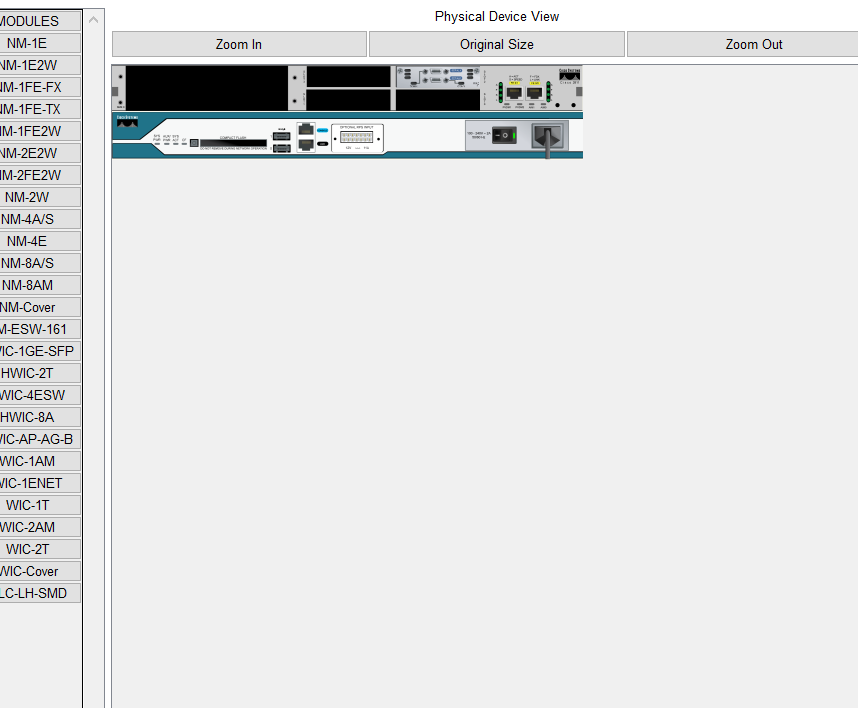 Physical Device View
Zoom In
Original Size
Zoom Out
MODULES
NM-1E
NM-1E2W
NM-1FE-FX
NM-1FE-TX
NM-1FE2W
NM-2E2W
NM-2FE2W
NM-2W
NM-4A/S
NM-4E
NM-8A/S
NM-8AM
NM-Cover
M-ESW-161
IC-1GE-SFP
HWIC-2T
WIC-4ESW
HWIC-8A
IC-AP-AG-B
WIC-1AM
WIC-1ENET
WIC-1T
WIC-2AM
WIC-2T
WIC-Cover
LC-LH-SMD
COMPACT FLASH
OPTIONAL RPS INPUT